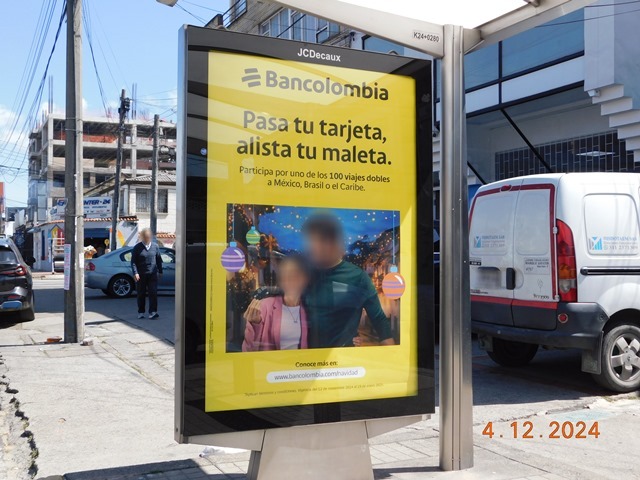 K24+0280
JCDecaux
Bancolombia
Pasa tu tarjeta,
alista tu maleta.
Participa por uno de los 100 viajes dobles
a México, Brasil o el Caribe.
Conoce más en:
www.bancolombia.com/navidad
4.12.2024